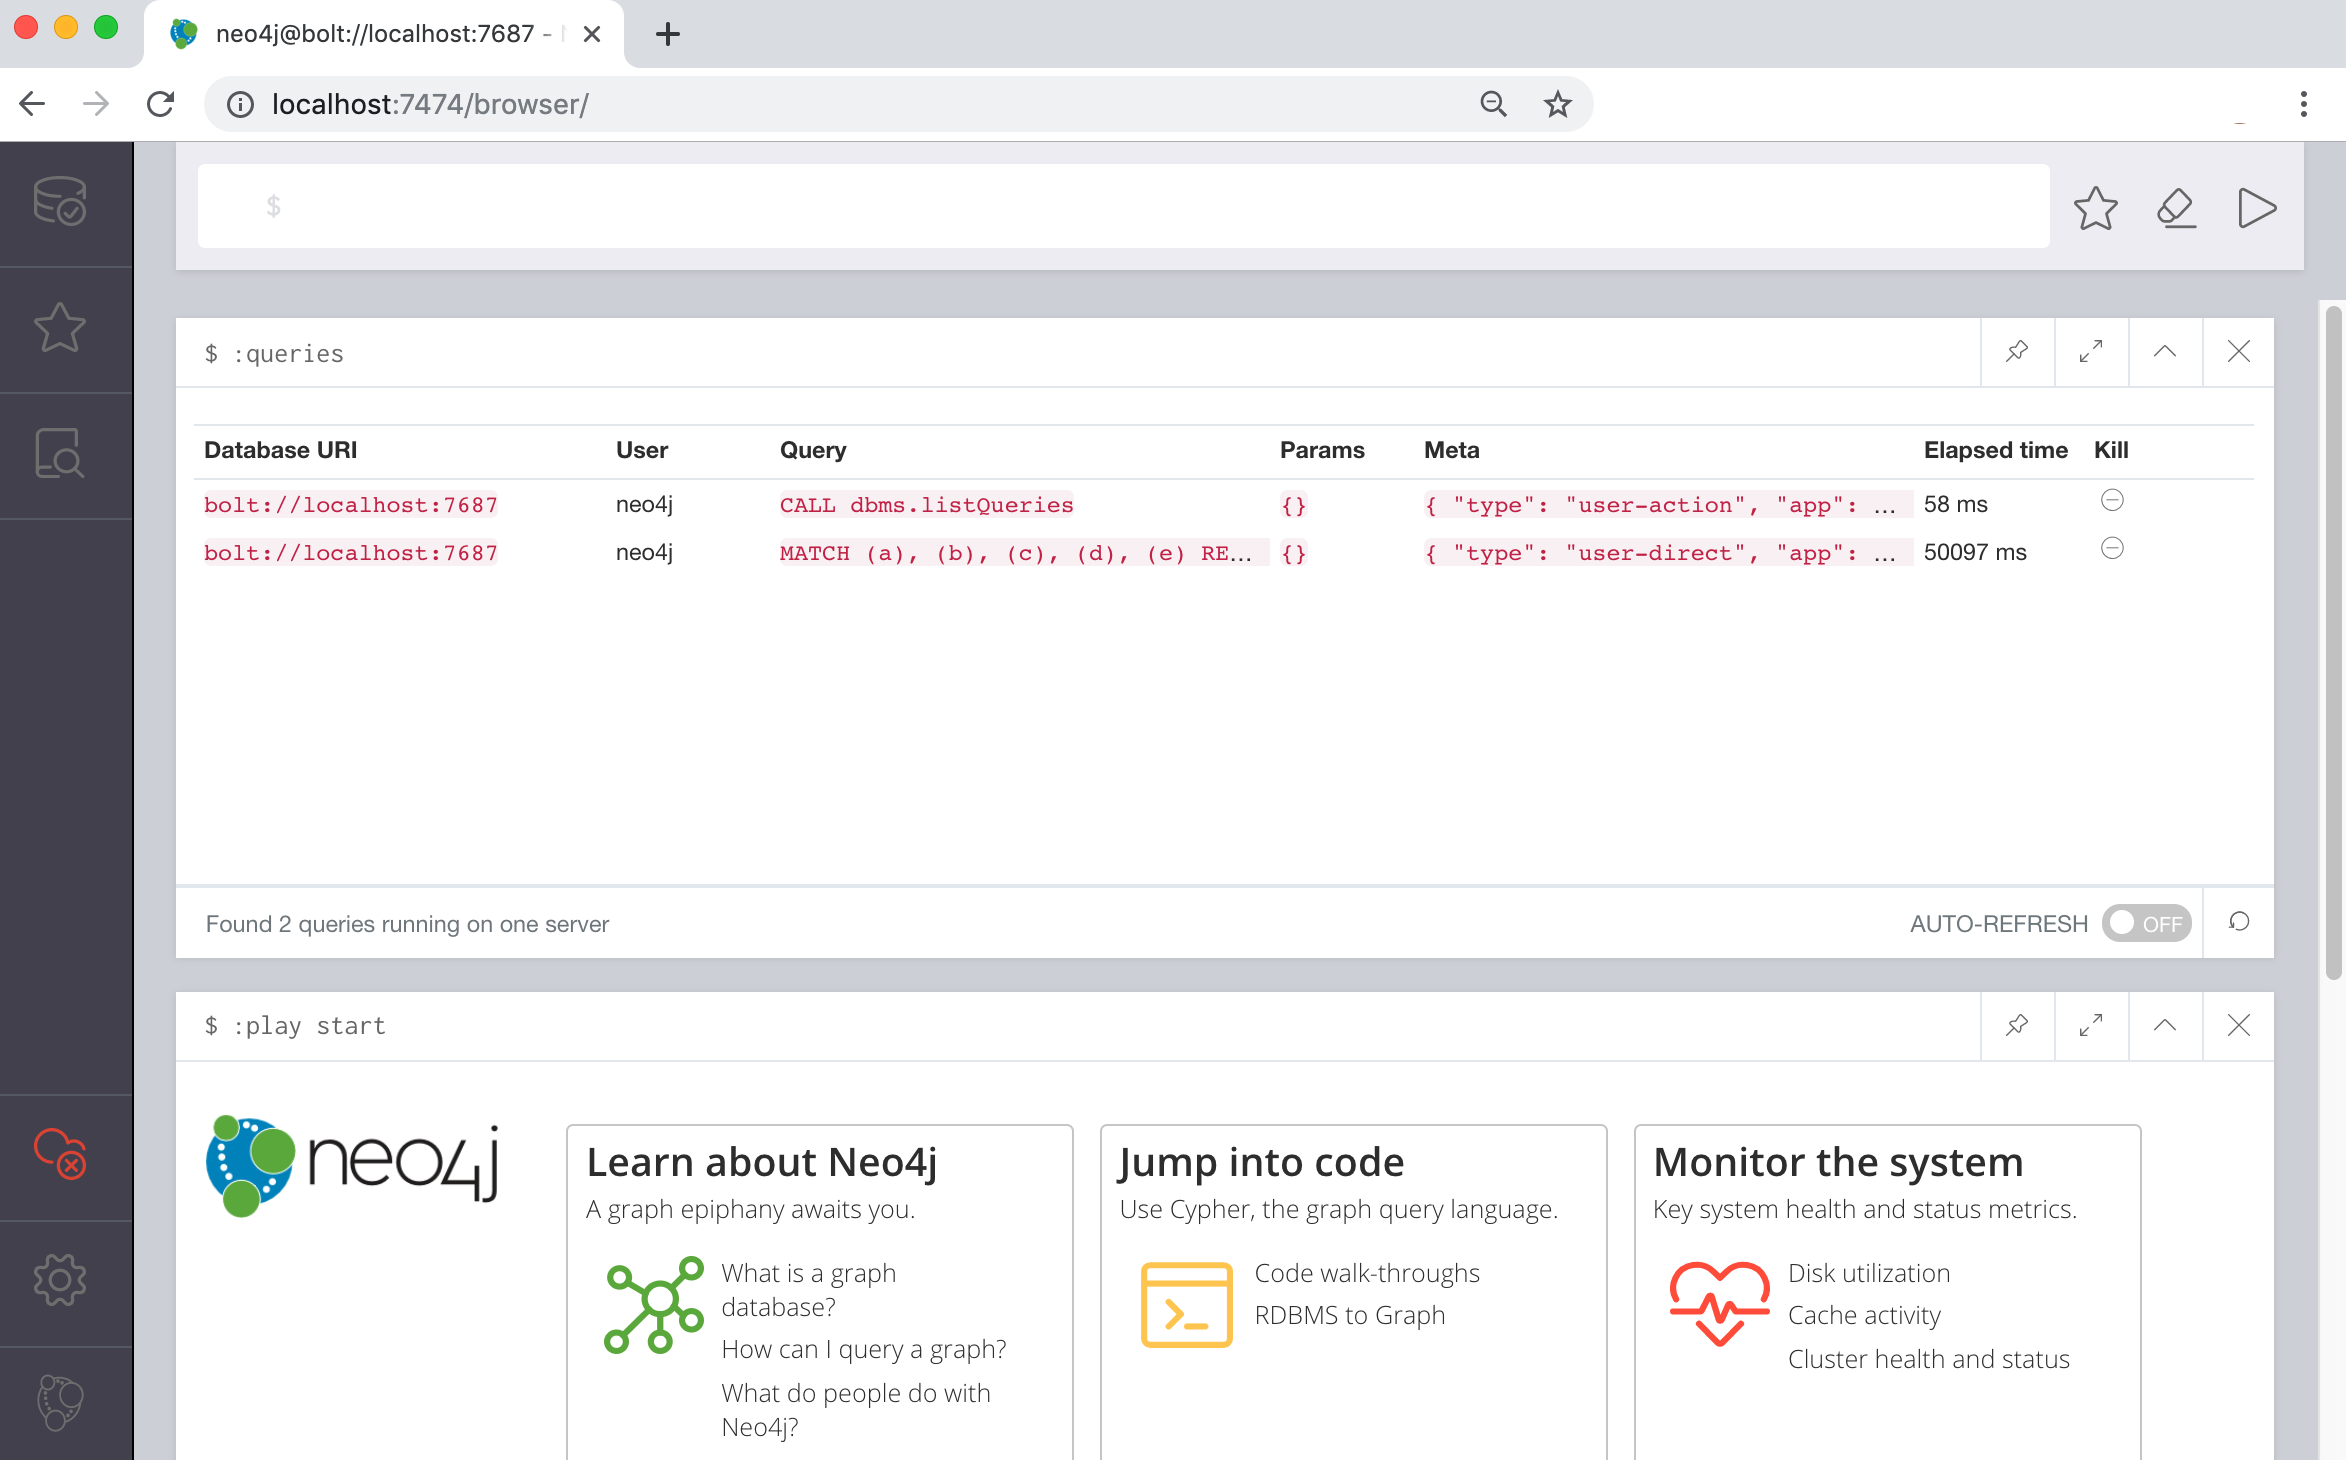 neo4j@bolt://localhost:7687 -
localhost:7474/browser/
$
$ :queries
Database URI User Query Params Meta Elapsed time Kill
bolt://localhost:7687 neo4j CALL dbms.listQueries {} { "type": "user-action", "app": ... 58 ms
bolt://localhost:7687 neo4j MATCH (a), (b), (c), (d), (e) RE... {} { "type": "user-direct", "app": ... 50097 ms
Found 2 queries running on one server AUTO-REFRESH OFF
$ :play start
neo4j
Learn about Neo4j
A graph epiphany awaits you.
What is a graph
database?
How can I query a graph?
What do people do with
Neo4j?
Jump into code
Use Cypher, the graph query language.
Code walk-throughs
RDBMS to Graph
Monitor the system
Key system health and status metrics.
Disk utilization
Cache activity
Cluster health and status